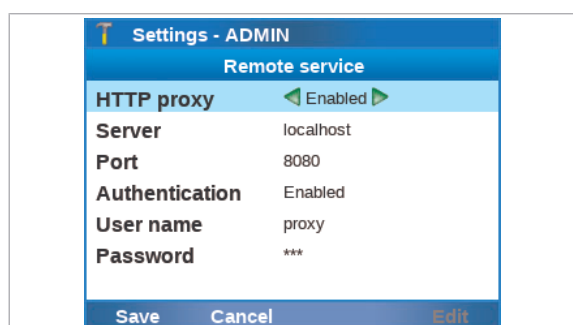 Settings - ADMIN
Remote service
HTTP proxy Enabled
Server localhost
Port 8080
Authentication Enabled
User name proxy
Password ***
Save Cancel Edit